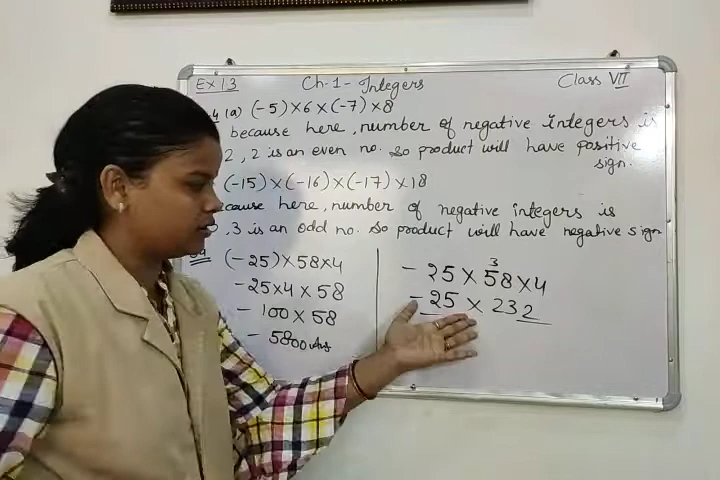 Ex 1.3 Ch-1- Integers Class VII
4 (a) (-5)×6×(-7)×8
because here, number of negative integers is
2, 2 is an even no. So product will have positive
sign.
(-15)×(-16)×(-17)×18
cause here, number of negative integers is
, 3 is an odd no. So product will have negative sign
(-25)×58×4
-25×4×58
- 100×58
- 5800 Ans
3
- 25×58×4
- 25 × 232